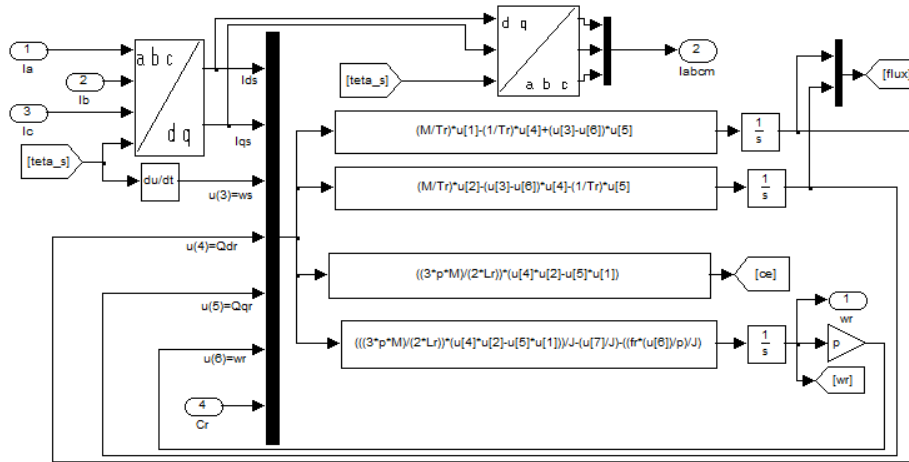 1
Ia
2
Ib
3
Ic
[teta_s]
a b c
d q
du/dt
Ids
Iqs
u(3)=ws
u(4)=Qdr
u(5)=Qqr
u(6)=wr
4
Cr
[teta_s]
d q
a b c
2
Iabcm
[flux]
(M/Tr)*u[1]-(1/Tr)*u[4]+(u[3]-u[6])*u[5]
1
s
(M/Tr)*u[2]-(u[3]-u[6])*u[4]-(1/Tr)*u[5]
1
s
((3*p*M)/(2*Lr))*(u[4]*u[2]-u[5]*u[1])
[ce]
(((3*p*M)/(2*Lr))*(u[4]*u[2]-u[5]*u[1]))/J-(u[7]/J)-((fr*(u[6])/p)/J)
1
s
1
wr
p
[wr]